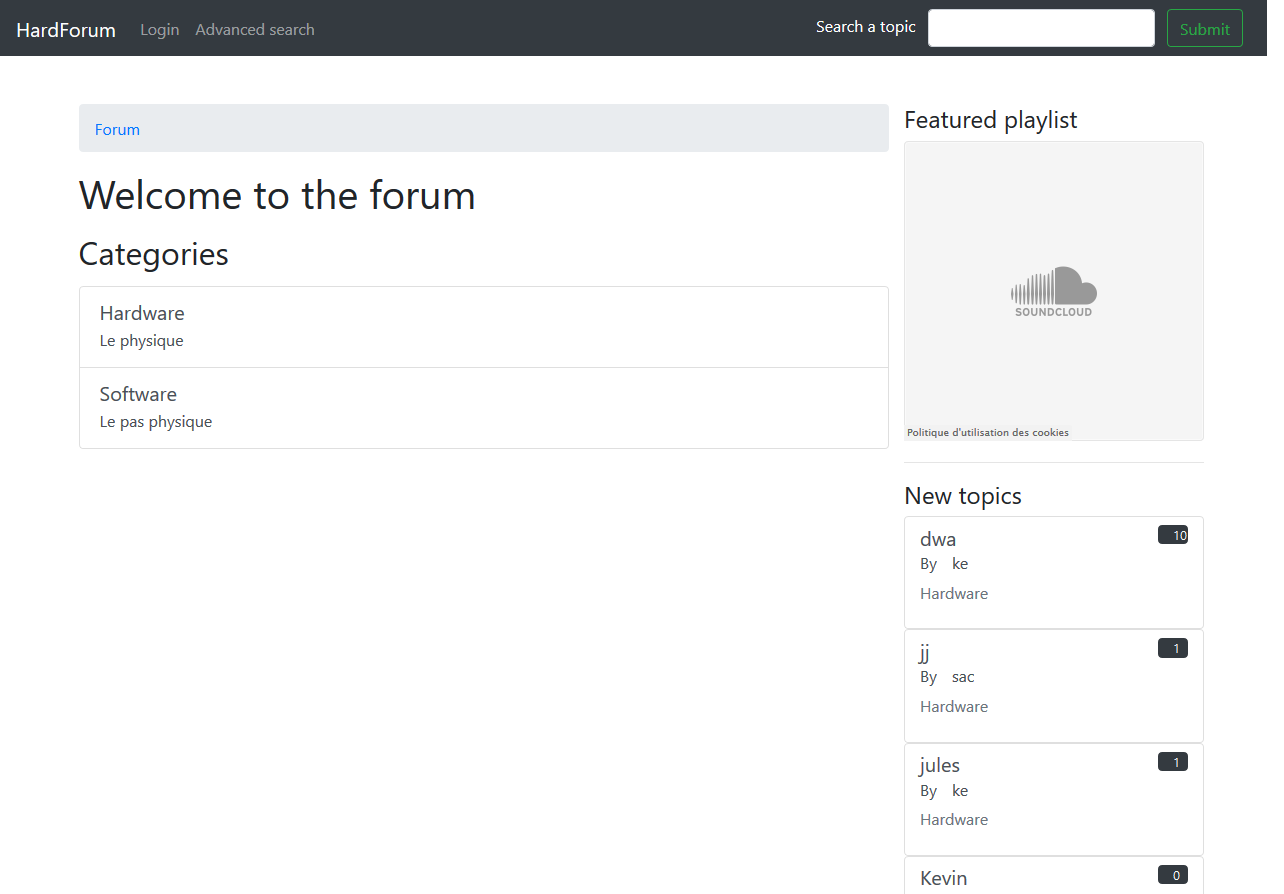 HardForum Login Advanced search Search a topic Submit
Forum
Welcome to the forum
Categories
Hardware
Le physique
Software
Le pas physique
Featured playlist
SOUNDCLOUD
Politique d'utilisation des cookies
New topics
dwa 10
By ke
Hardware
jj 1
By sac
Hardware
jules 1
By ke
Hardware
Kevin 0